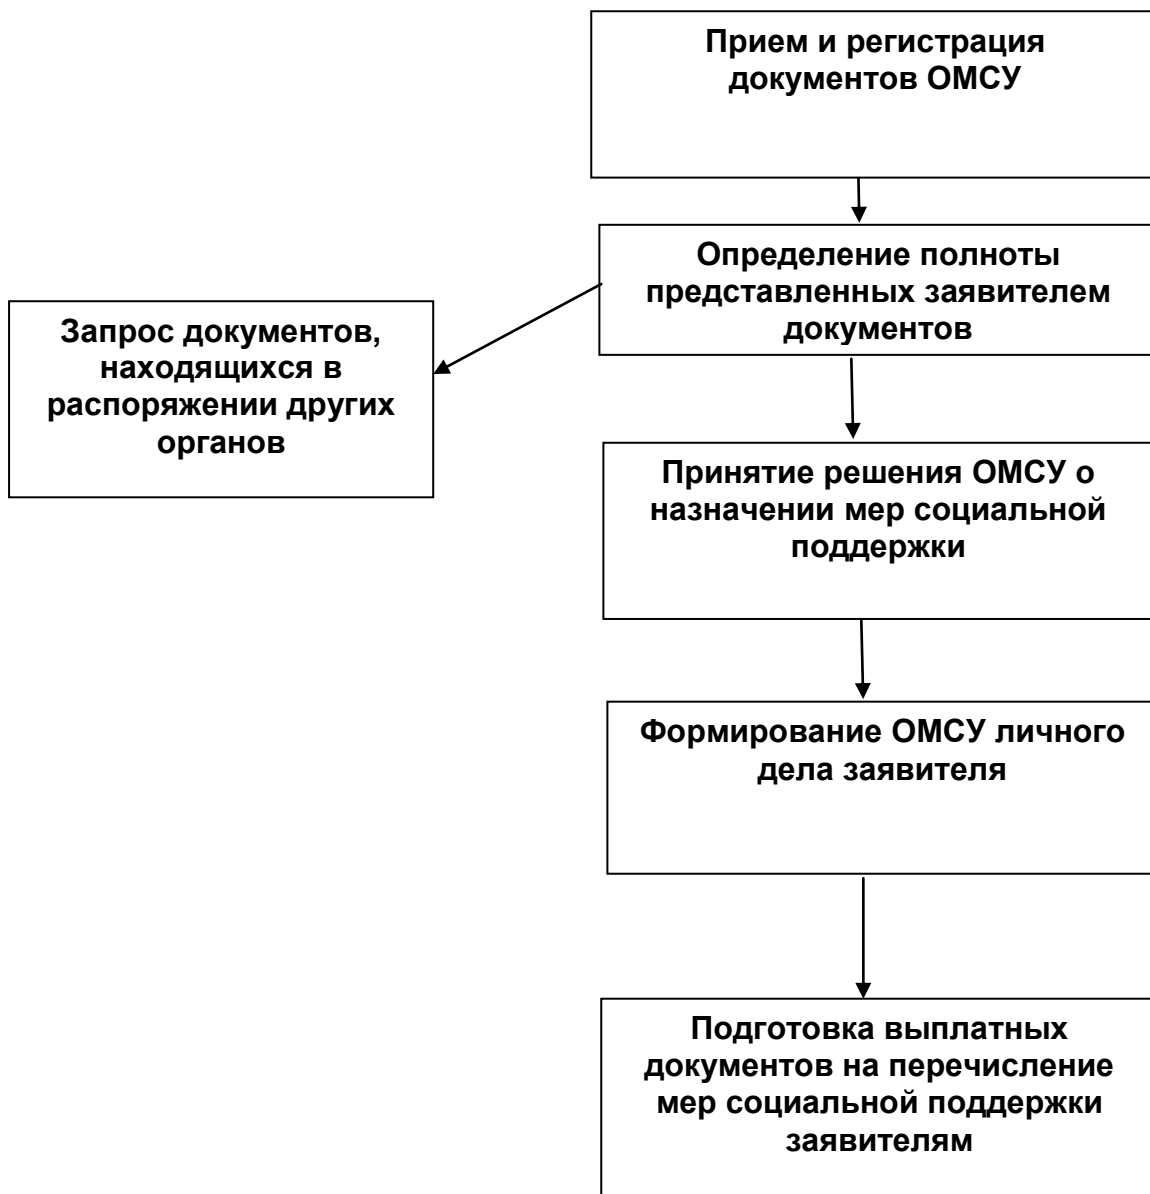 Прием и регистрация
документов ОМСУ
Определение полноты
представленных заявителем
документов
Запрос документов,
находящихся в
распоряжении других
органов
Принятие решения ОМСУ о
назначении мер социальной
поддержки
Формирование ОМСУ личного
дела заявителя
Подготовка выплатных
документов на перечисление
мер социальной поддержки
заявителям